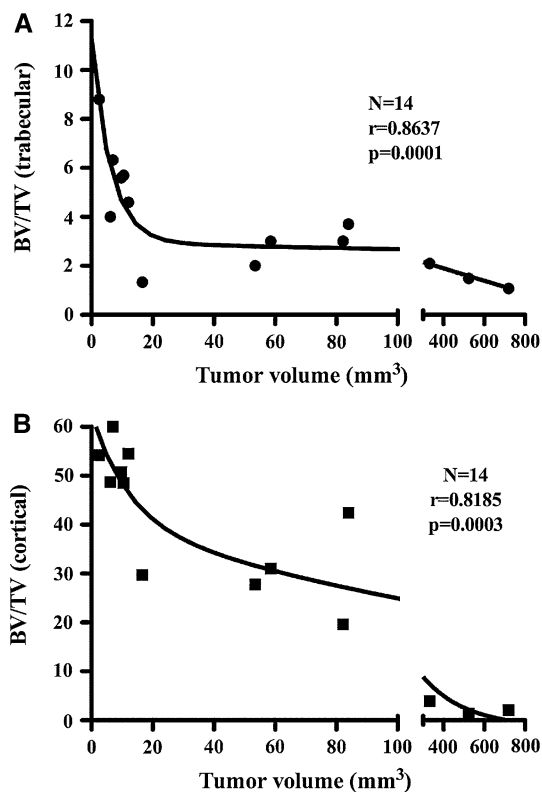 A
12
10
8
6
4
2
0
BV/TV (trabecular)
N=14
r=0.8637
p=0.0001
0 20 40 60 80 100 400 600 800
Tumor volume (mm³)
B
60
50
40
30
20
10
0
BV/TV (cortical)
N=14
r=0.8185
p=0.0003
0 20 40 60 80 100 400 600 800
Tumor volume (mm³)